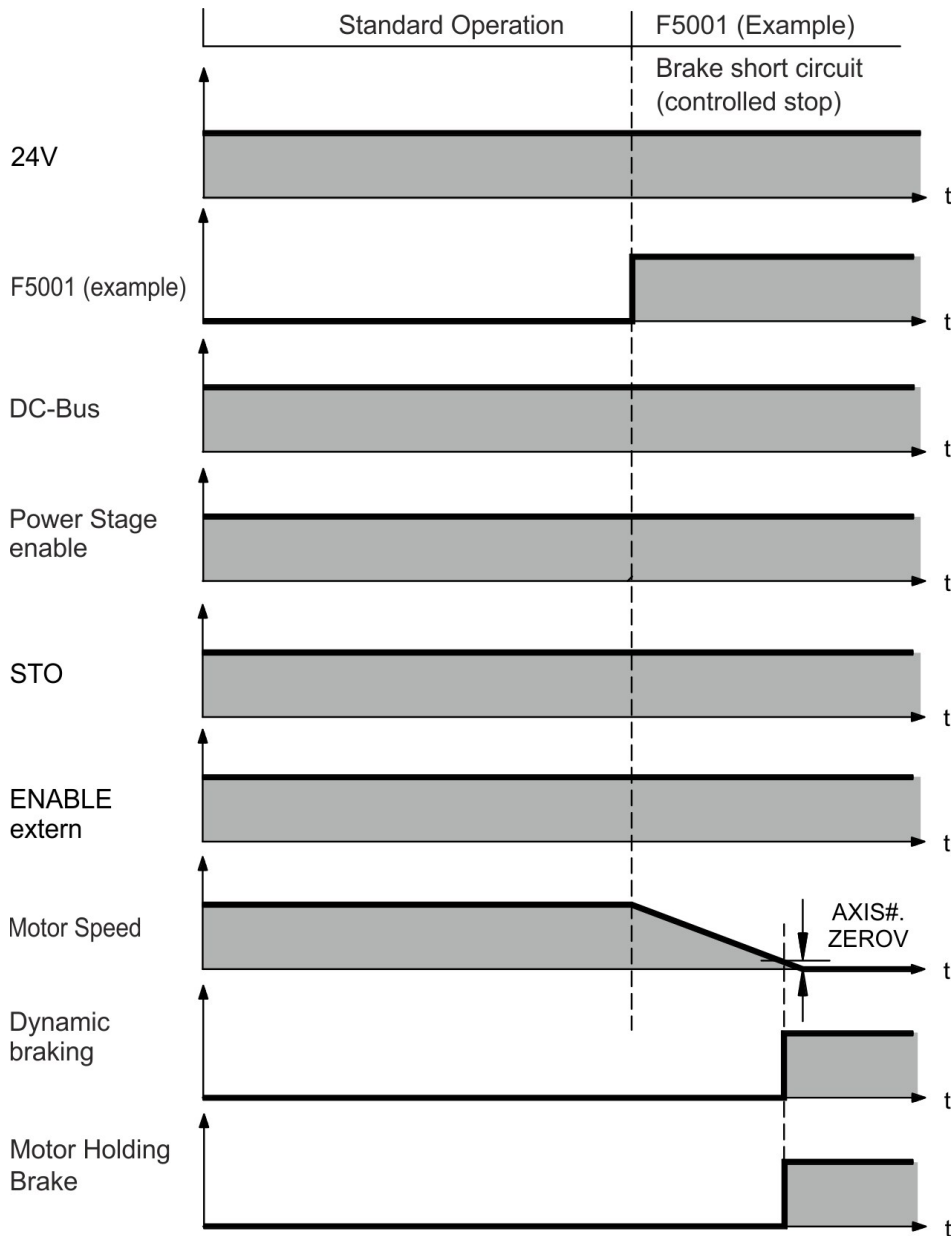 Standard Operation
F5001 (Example)
Brake short circuit
(controlled stop)
24V
t
F5001 (example)
t
DC-Bus
t
Power Stage
enable
t
STO
t
ENABLE
extern
t
Motor Speed
AXIS#.
ZEROV
t
Dynamic
braking
t
Motor Holding
Brake
t